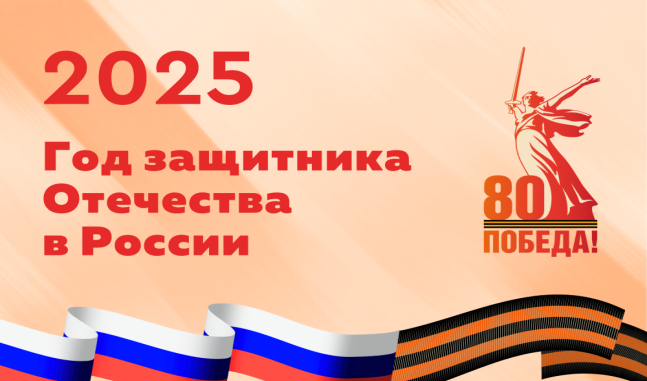 2025
Год защитника
Отечества
в России
80
ПОБЕДА!